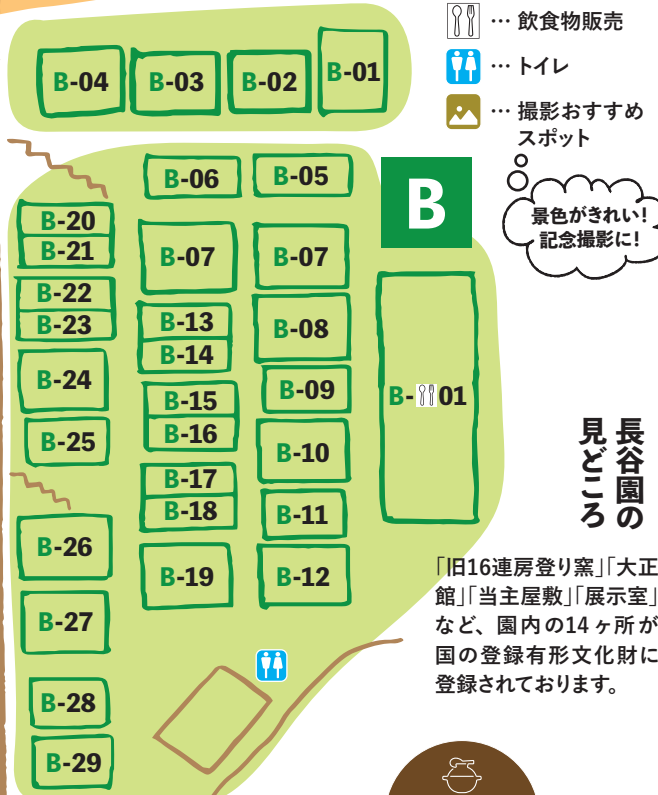 … 飲食物販売
… トイレ
… 撮影おすすめ
スポット
景色がきれい！
記念撮影に！
B
B-04
B-03
B-02
B-01
B-06
B-05
B-20
B-21
B-07
B-07
B-22
B-23
B-13
B-14
B-08
B-24
B-15
B-16
B-09
B-01
B-25
B-10
B-17
B-18
B-11
B-26
B-19
B-12
B-27
B-28
B-29
長谷園の
見どころ
「旧16連房登り窯」「大正
館」「当主屋敷」「展示室」
など、園内の14ヶ所が
国の登録有形文化財に
登録されております。